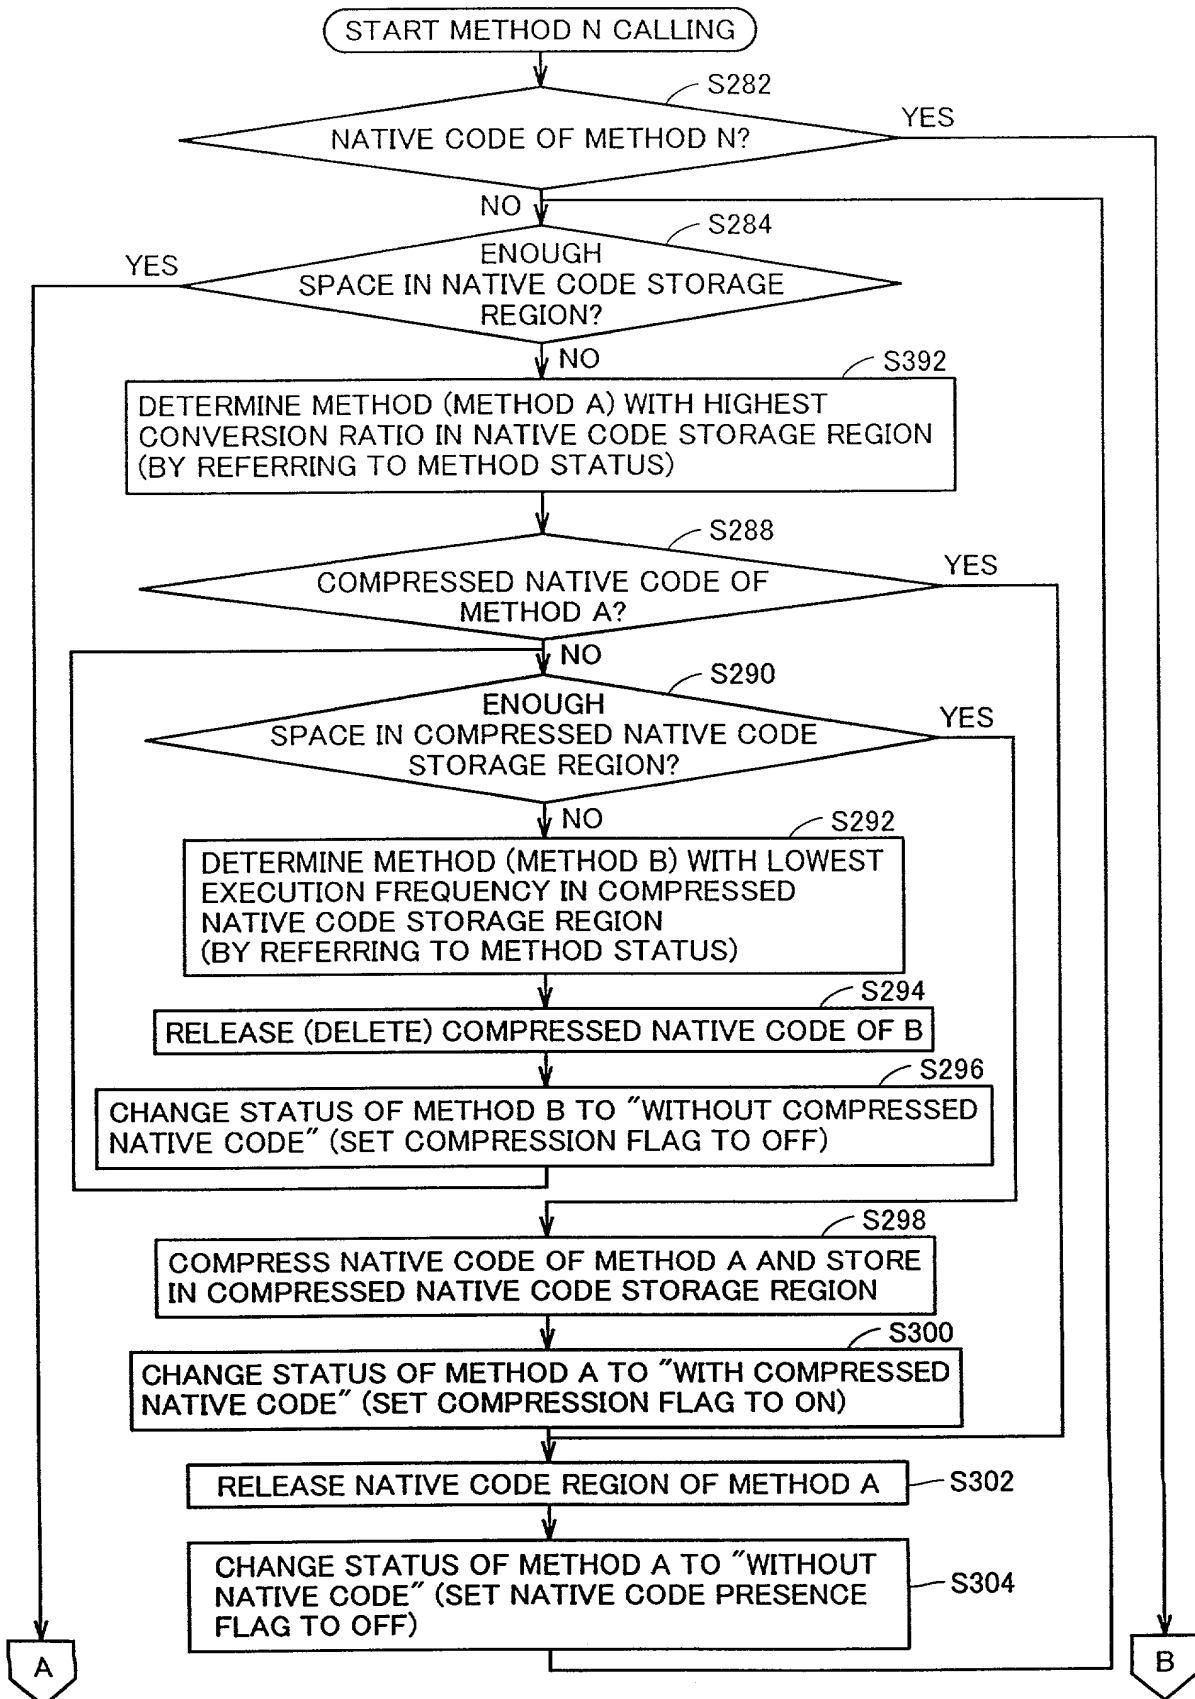 START METHOD N CALLING
S282
NATIVE CODE OF METHOD N?
YES
NO
S284
ENOUGH
YES
SPACE IN NATIVE CODE STORAGE
REGION?
NO
S392
DETERMINE METHOD (METHOD A) WITH HIGHEST
CONVERSION RATIO IN NATIVE CODE STORAGE REGION
(BY REFERRING TO METHOD STATUS)
S288
COMPRESSED NATIVE CODE OF
YES
METHOD A?
NO
S290
ENOUGH
YES
SPACE IN COMPRESSED NATIVE CODE
STORAGE REGION?
NO
S292
DETERMINE METHOD (METHOD B) WITH LOWEST
EXECUTION FREQUENCY IN COMPRESSED
NATIVE CODE STORAGE REGION
(BY REFERRING TO METHOD STATUS)
S294
RELEASE (DELETE) COMPRESSED NATIVE CODE OF B
S296
CHANGE STATUS OF METHOD B TO "WITHOUT COMPRESSED
NATIVE CODE" (SET COMPRESSION FLAG TO OFF)
S298
COMPRESS NATIVE CODE OF METHOD A AND STORE
IN COMPRESSED NATIVE CODE STORAGE REGION
S300
CHANGE STATUS OF METHOD A TO "WITH COMPRESSED
NATIVE CODE" (SET COMPRESSION FLAG TO ON)
RELEASE NATIVE CODE REGION OF METHOD A
S302
CHANGE STATUS OF METHOD A TO "WITHOUT
NATIVE CODE" (SET NATIVE CODE PRESENCE
FLAG TO OFF)
S304
A
B